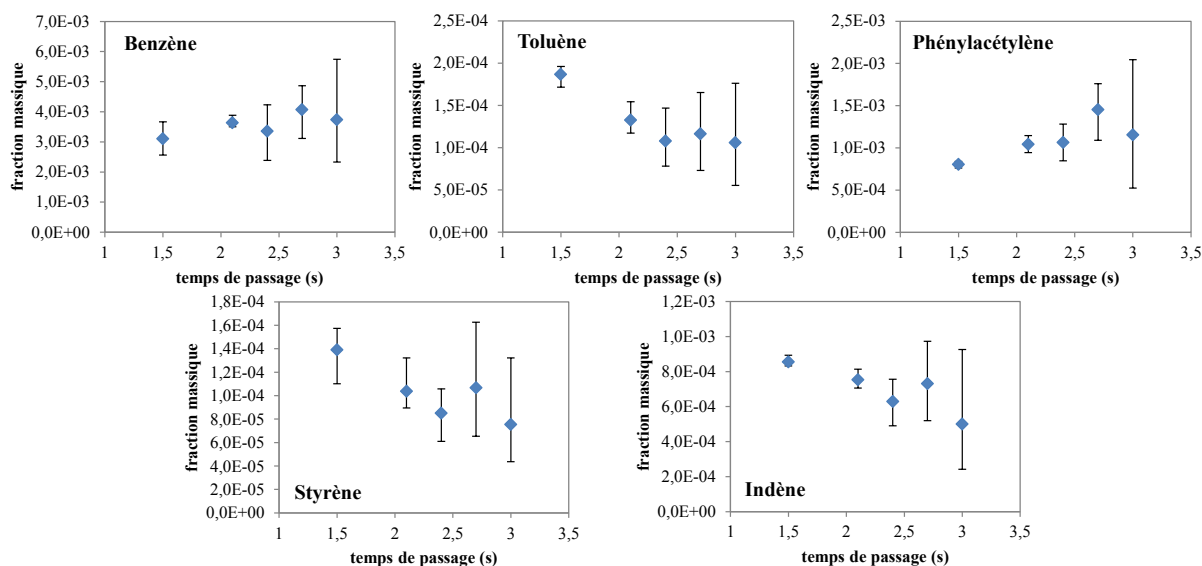 Benzène
fraction massique
7,0E-03
6,0E-03
5,0E-03
4,0E-03
3,0E-03
2,0E-03
1,0E-03
0,0E+00
1 1,5 2 2,5 3 3,5
temps de passage (s)
Toluène
fraction massique
2,5E-04
2,0E-04
1,5E-04
1,0E-04
5,0E-05
0,0E+00
1 1,5 2 2,5 3 3,5
temps de passage (s)
Phénylacétylène
fraction massique
2,5E-03
2,0E-03
1,5E-03
1,0E-03
5,0E-04
0,0E+00
1 1,5 2 2,5 3 3,5
temps de passage (s)
fraction massique
1,8E-04
1,6E-04
1,4E-04
1,2E-04
1,0E-04
8,0E-05
6,0E-05
4,0E-05
2,0E-05
0,0E+00
Styrène
1 1,5 2 2,5 3 3,5
temps de passage (s)
fraction massique
1,2E-03
1,0E-03
8,0E-04
6,0E-04
4,0E-04
2,0E-04
0,0E+00
Indène
1 1,5 2 2,5 3 3,5
temps de passage (s)